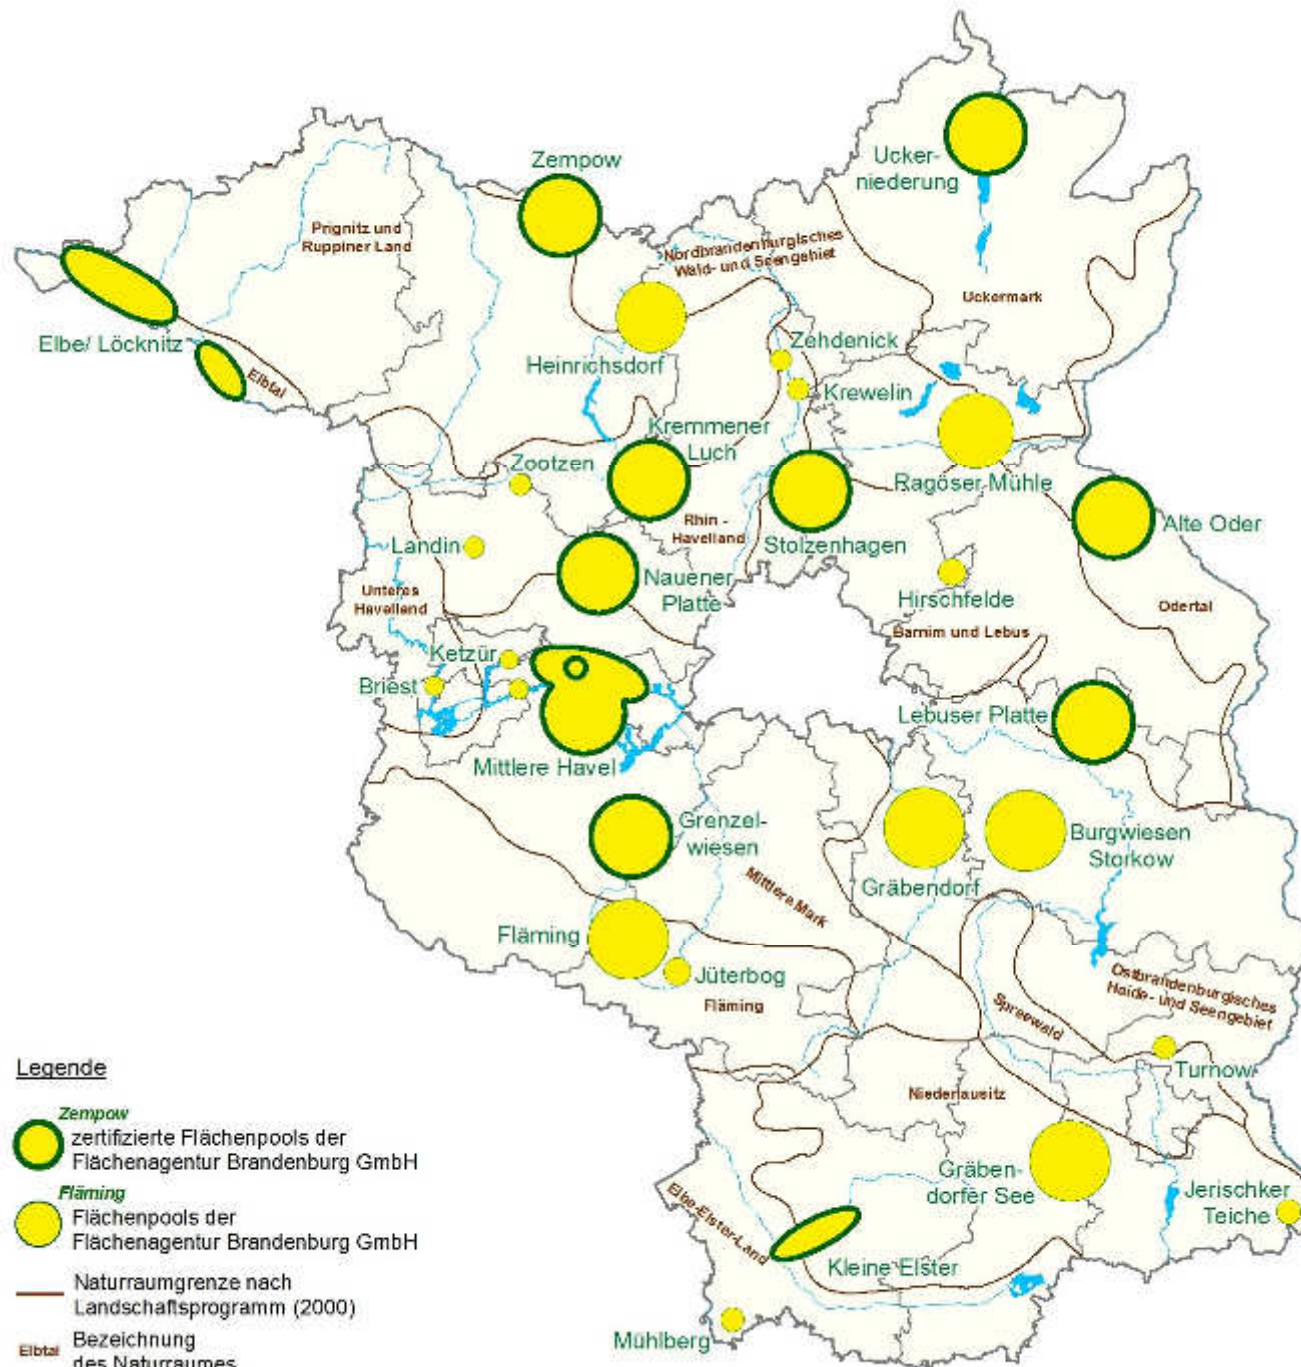 Zempow
Ucker-
niederung
Prignitz und
Ruppiner Land
Nordbrandenburgisches
Wald- und Seengebiet
Uckermark
Elbe/ Löcknitz
Elbtal
Heinrichsdorf
Zehdenick
Krewelin
Kremmener
Luch
Zootzen
Ragöser Mühle
Rhin -
Havelland
Stolzenhagen
Alte Oder
Landin
Nauener
Platte
Unteres
Havelland
Hirschfelde
Odertal
Barnim und Lebus
Ketzür
Briest
Lebuser Platte
Mittlere Havel
Grenzel-
wiesen
Burgwiesen
Storkow
Gräbendorf
Mittlere Mark
Fläming
Jüterbog
Fläming
Ostbrandenburgisches
Heide- und Seengebiet
Spreewald
Turnow
Niederlausitz
Gräben-
dorfer See
Jerischker
Teiche
Elbe-Elster-Land
Kleine Elster
Mühlberg
Legende
Zempow
zertifizierte Flächenpools der
Flächenagentur Brandenburg GmbH
Fläming
Flächenpools der
Flächenagentur Brandenburg GmbH
Naturraumgrenze nach
Landschaftsprogramm (2000)
Elbtal Bezeichnung
des Naturraumes